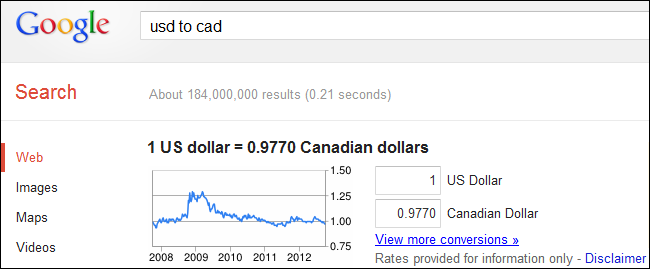 Google
usd to cad
Search
About 184,000,000 results (0.21 seconds)
Web
Images
Maps
Videos
1 US dollar = 0.9770 Canadian dollars
1.50
1.25
1.00
0.75
2008 2009 2010 2011 2012
1 US Dollar
0.9770 Canadian Dollar
View more conversions »
Rates provided for information only - Disclaimer